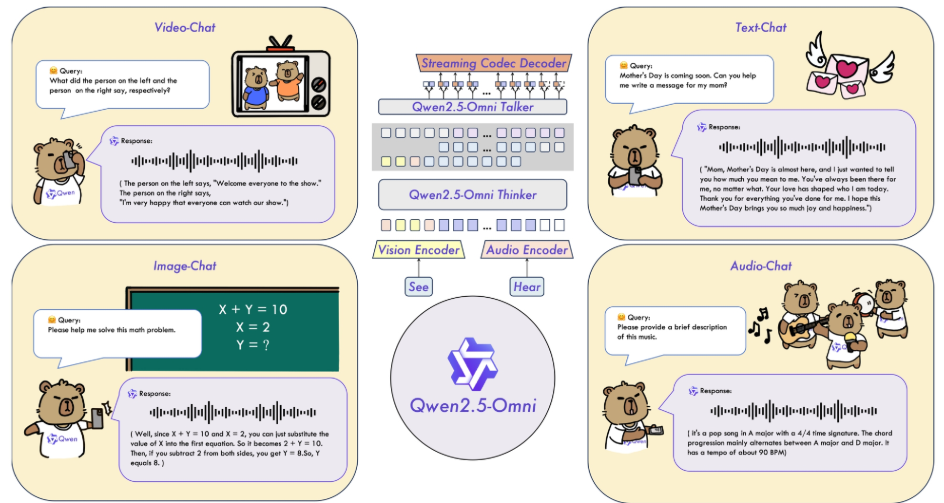 Video-Chat
Query:
What did the person on the left and the
person on the right say, respectively?
Response:
( The person on the left says, "Welcome everyone to the show."
The person on the right says,
"I'm very happy that everyone can watch our show.")
Qwen
Streaming Codec Decoder
...
Qwen2.5-Omni Talker
...
...
Qwen2.5-Omni Thinker
...
Vision Encoder
Audio Encoder
See
Hear
Qwen2.5-Omni
Text-Chat
Query:
Mother's Day is coming soon. Can you help
me write a message for my mom?
Response:
( "Mom, Mother's Day is almost here, and I just wanted to tell
you how much you mean to me. You've always been there for
me, no matter what. Your love has shaped who I am today.
Thank you for everything you've done for me. I hope this
Mother's Day brings you so much joy and happiness.")
Qwen
Image-Chat
X + Y = 10
X = 2
Y = ?
Query:
Please help me solve this math problem.
Response:
( Well, since X + Y = 10 and X = 2, you can just substitute the
value of X into the first equation. So it becomes 2 + Y = 10.
Then, if you subtract 2 from both sides, you get Y = 8.So, Y
equals 8. )
Qwen
Audio-Chat
Query:
Please provide a brief description
of this music.
Response:
( It's a pop song in A major with a 4/4 time signature. The chord
progression mainly alternates between A major and D major. It
has a tempo of about 90 BPM)